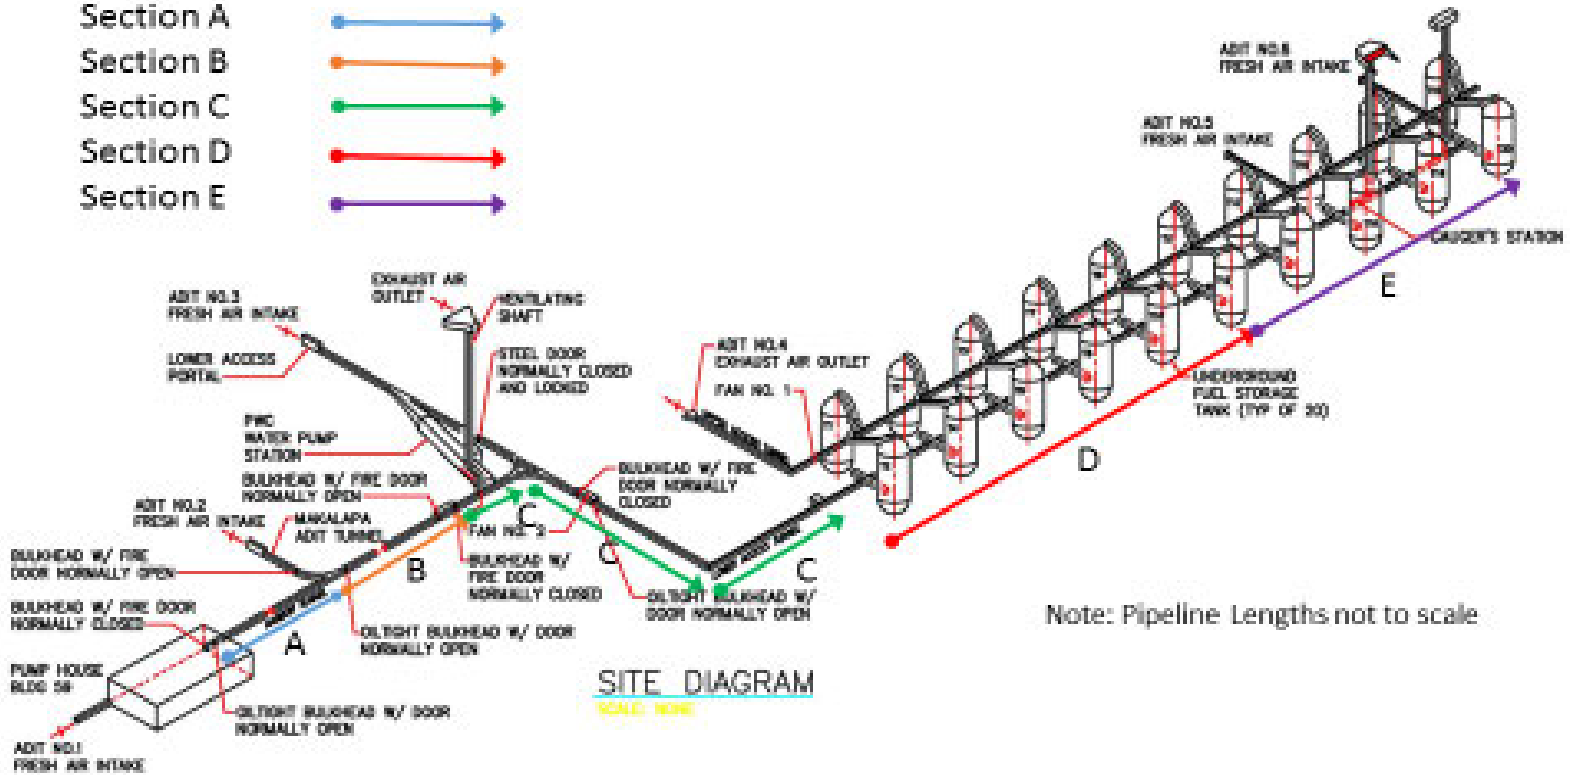 Section A
Section B
Section C
Section D
Section E
ADIT NO.6
FRESH AIR INTAKE
ADIT NO.5
FRESH AIR INTAKE
GAUGER'S STATION
E
EXHAUST AIR
OUTLET
VENTILATING
SHAFT
ADIT NO.3
FRESH AIR INTAKE
LOWER ACCESS
PORTAL
STEEL DOOR
NORMALLY CLOSED
AND LOCKED
ADIT NO.4
EXHAUST AIR OUTLET
FAN NO. 1
UNDERGROUND
FUEL STORAGE
TANK (TYP OF 20)
D
PWC
WATER PUMP
STATION
BULKHEAD W/ FIRE DOOR
NORMALLY OPEN
BULKHEAD W/ FIRE
DOOR NORMALLY
CLOSED
ADIT NO.2
FRESH AIR INTAKE
MAKALAPA
ADIT TUNNEL
C
FAN NO. 2
C
C
B
BULKHEAD W/ FIRE
DOOR NORMALLY OPEN
BULKHEAD W/
FIRE DOOR
NORMALLY CLOSED
OILTIGHT BULKHEAD W/
DOOR NORMALLY OPEN
BULKHEAD W/ FIRE DOOR
NORMALLY CLOSED
A
OILTIGHT BULKHEAD W/ DOOR
NORMALLY OPEN
Note: Pipeline Lengths not to scale
PUMP HOUSE
BLDG 59
SITE DIAGRAM
SCALE: NONE
OILTIGHT BULKHEAD W/ DOOR
NORMALLY OPEN
ADIT NO.1
FRESH AIR INTAKE